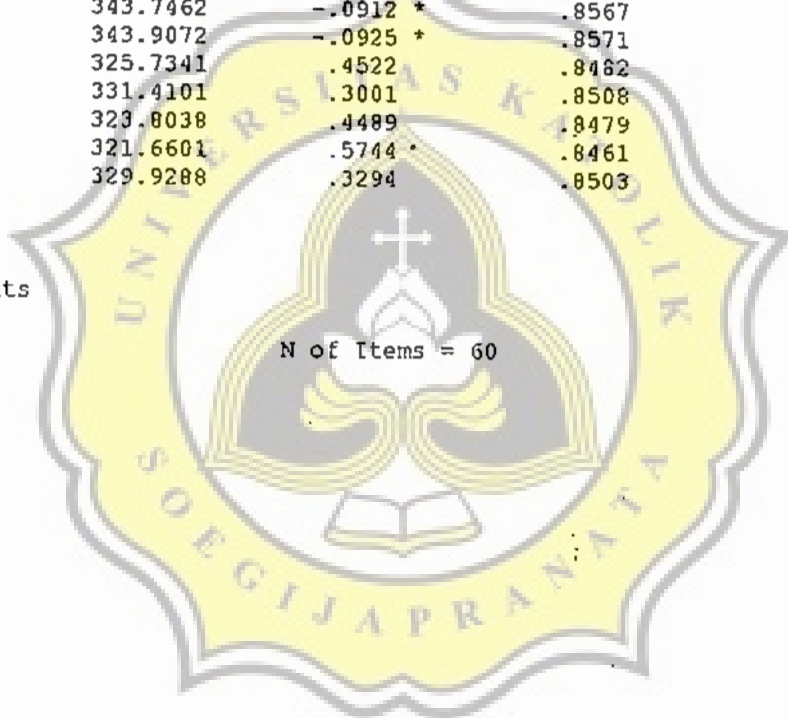 343.7462 -.0912 * .8567
343.9072 -.0925 * .8571
325.7341 .4522 .8482
331.4101 .3001 .8508
323.8038 .4489 .8479
321.6601 .5744 * .8461
329.9288 .3294 .8503
ts
N of Items = 60
UNIVERSITAS KATOLIK
SOEGIJAPRANATA